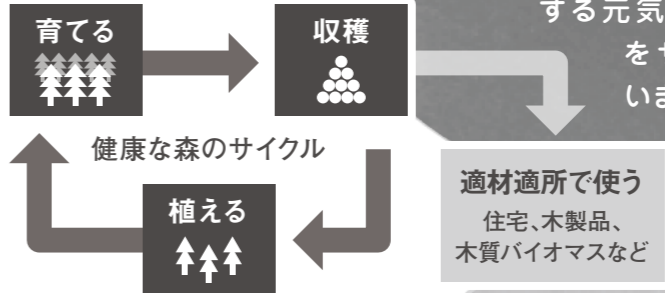 育てる
収穫
する元気
を
いま
健康な森のサイクル
植える
適材適所で使う
住宅、木製品、
木質バイオマスなど